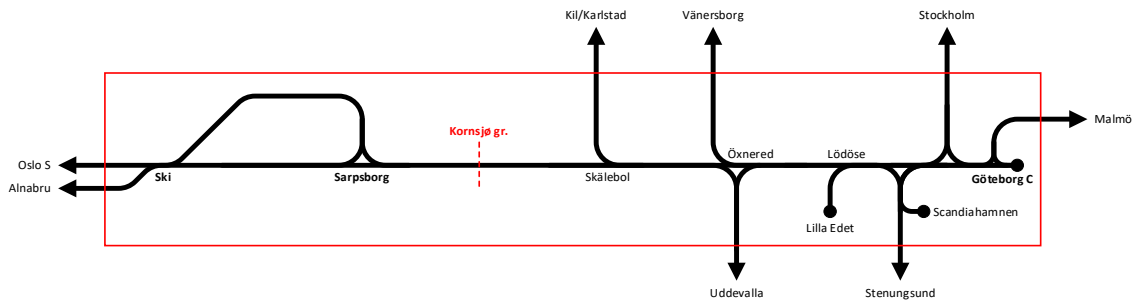 Kil/Karlstad
Vänersborg
Stockholm
Malmö
Kornsjø gr.
Oslo S
Alnabru
Ski
Sarpsborg
Skälebol
Öxnered
Lödöse
Göteborg C
Lilla Edet
Scandiahamnen
Uddevalla
Stenungsund